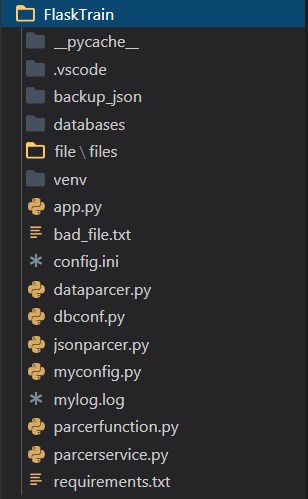 FlaskTrain
__pycache__
.vscode
backup_json
databases
file \ files
venv
app.py
bad_file.txt
config.ini
dataparcer.py
dbconf.py
jsonparcer.py
myconfig.py
mylog.log
parcerfunction.py
parcerservice.py
requirements.txt